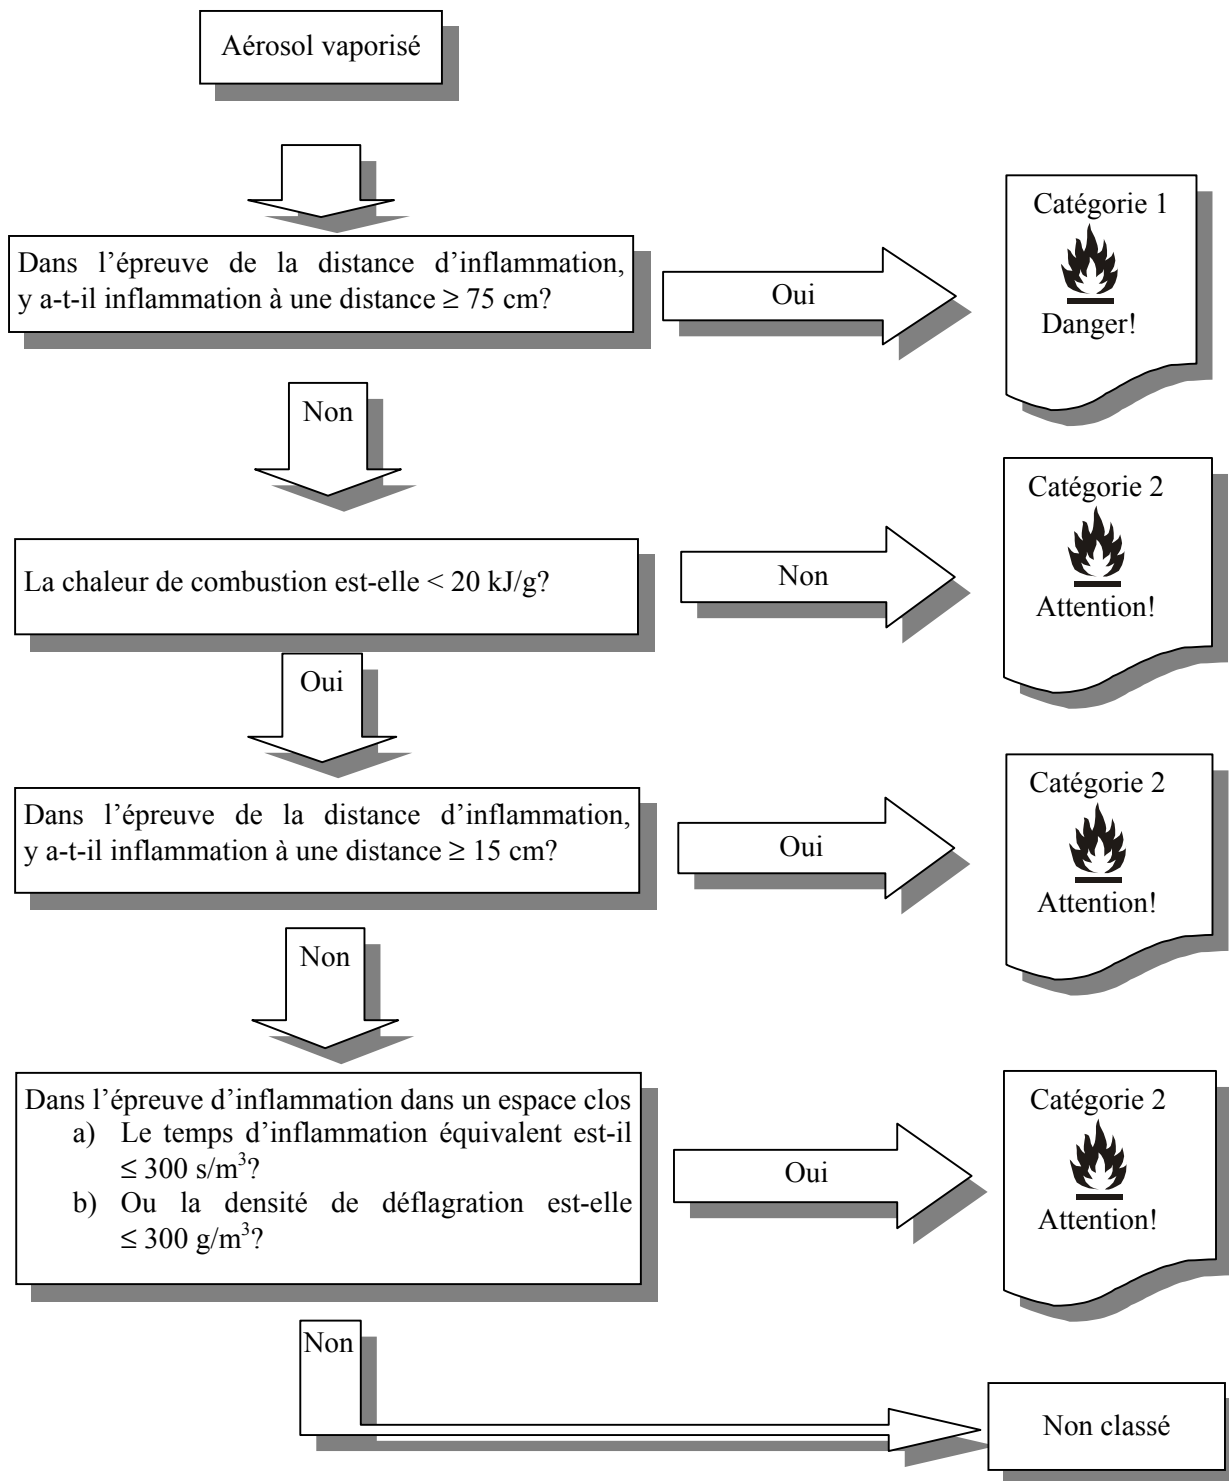 Aérosol vaporisé
Dans l’épreuve de la distance d’inflammation,
y a-t-il inflammation à une distance ≥ 75 cm?
Oui
Catégorie 1
Danger!
Non
La chaleur de combustion est-elle < 20 kJ/g?
Non
Catégorie 2
Attention!
Oui
Dans l’épreuve de la distance d’inflammation,
y a-t-il inflammation à une distance ≥ 15 cm?
Oui
Catégorie 2
Attention!
Non
Dans l’épreuve d’inflammation dans un espace clos
a) Le temps d’inflammation équivalent est-il
≤ 300 s/m³?
b) Ou la densité de déflagration est-elle
≤ 300 g/m³?
Oui
Catégorie 2
Attention!
Non
Non classé